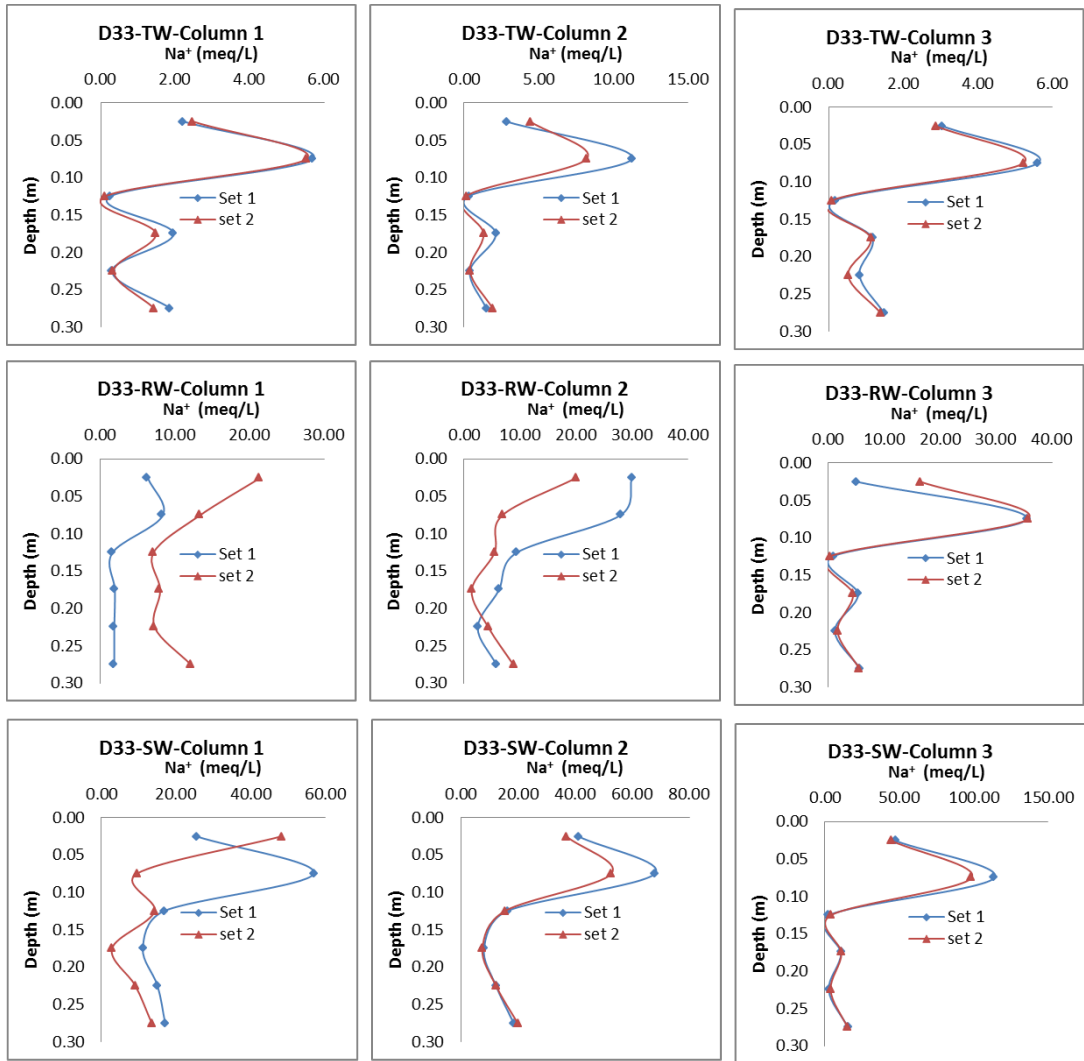 D33-TW-Column 1
Na⁺ (meq/L)
0.00 2.00 4.00 6.00
0.00
0.05
0.10
0.15
0.20
0.25
0.30
Depth (m)
Set 1
set 2
D33-TW-Column 2
Na⁺ (meq/L)
0.00 5.00 10.00 15.00
0.00
0.05
0.10
0.15
0.20
0.25
0.30
Depth (m)
Set 1
set 2
D33-TW-Column 3
Na⁺ (meq/L)
0.00 2.00 4.00 6.00
0.00
0.05
0.10
0.15
0.20
0.25
0.30
Depth (m)
Set 1
set 2
D33-RW-Column 1
Na⁺ (meq/L)
0.00 10.00 20.00 30.00
0.00
0.05
0.10
0.15
0.20
0.25
0.30
Depth (m)
Set 1
set 2
D33-RW-Column 2
Na⁺ (meq/L)
0.00 10.00 20.00 30.00 40.00
0.00
0.05
0.10
0.15
0.20
0.25
0.30
Depth (m)
Set 1
set 2
D33-RW-Column 3
Na⁺ (meq/L)
0.00 10.00 20.00 30.00 40.00
0.00
0.05
0.10
0.15
0.20
0.25
0.30
Depth (m)
Set 1
set 2
D33-SW-Column 1
Na⁺ (meq/L)
0.00 20.00 40.00 60.00
0.00
0.05
0.10
0.15
0.20
0.25
0.30
Depth (m)
Set 1
set 2
D33-SW-Column 2
Na⁺ (meq/L)
0.00 20.00 40.00 60.00 80.00
0.00
0.05
0.10
0.15
0.20
0.25
0.30
Depth (m)
Set 1
set 2
D33-SW-Column 3
Na⁺ (meq/L)
0.00 50.00 100.00 150.00
0.00
0.05
0.10
0.15
0.20
0.25
0.30
Depth (m)
Set 1
set 2